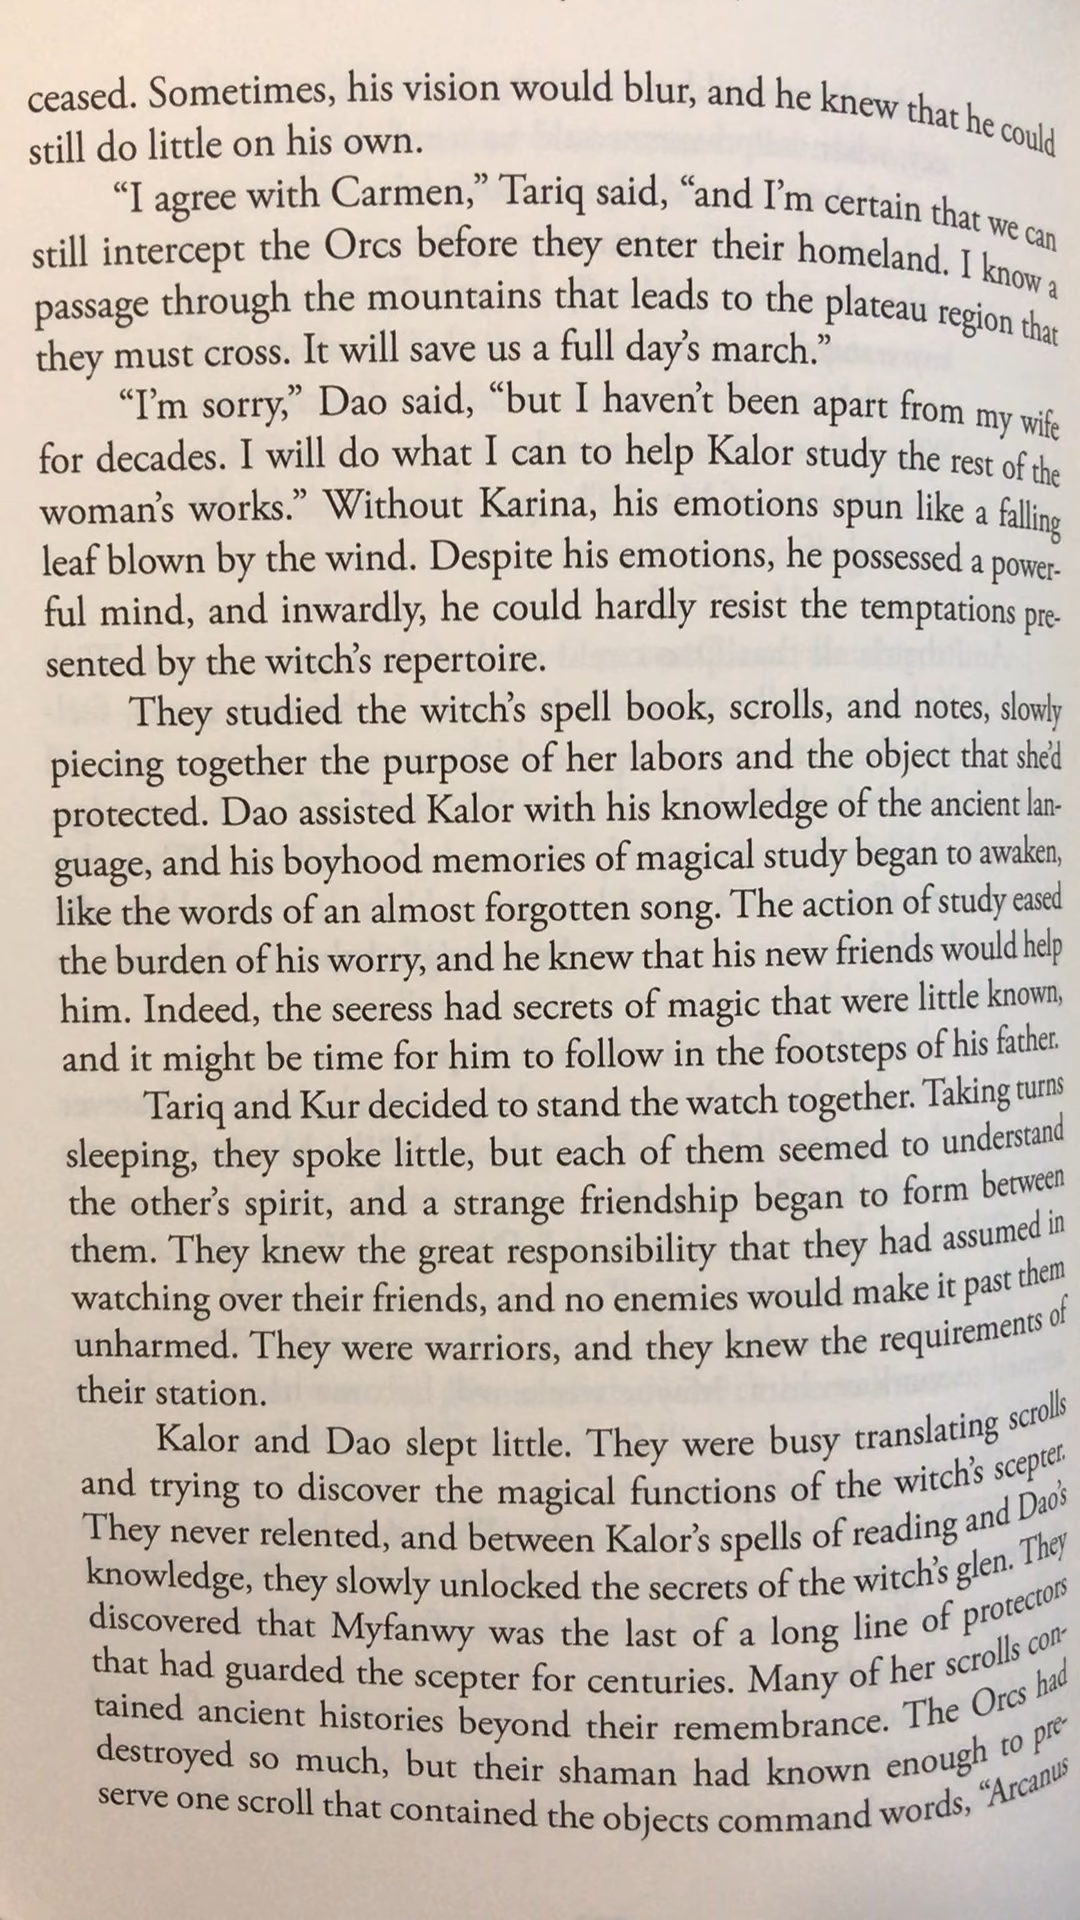 ceased. Sometimes, his vision would blur, and he knew that he could
still do little on his own.
“I agree with Carmen,” Tariq said, “and I’m certain that we can
still intercept the Orcs before they enter their homeland. I know a
passage through the mountains that leads to the plateau region that
they must cross. It will save us a full day’s march.”
“I’m sorry,” Dao said, “but I haven’t been apart from my wife
for decades. I will do what I can to help Kalor study the rest of the
woman’s works.” Without Karina, his emotions spun like a falling
leaf blown by the wind. Despite his emotions, he possessed a power-
ful mind, and inwardly, he could hardly resist the temptations pre-
sented by the witch’s repertoire.
They studied the witch’s spell book, scrolls, and notes, slowly
piecing together the purpose of her labors and the object that she’d
protected. Dao assisted Kalor with his knowledge of the ancient lan-
guage, and his boyhood memories of magical study began to awaken,
like the words of an almost forgotten song. The action of study eased
the burden of his worry, and he knew that his new friends would help
him. Indeed, the seeress had secrets of magic that were little known,
and it might be time for him to follow in the footsteps of his father.
Tariq and Kur decided to stand the watch together. Taking turns
sleeping, they spoke little, but each of them seemed to understand
the other’s spirit, and a strange friendship began to form between
them. They knew the great responsibility that they had assumed in
watching over their friends, and no enemies would make it past them
unharmed. They were warriors, and they knew the requirements of
their station.
Kalor and Dao slept little. They were busy translating scrolls
and trying to discover the magical functions of the witch’s scepter.
They never relented, and between Kalor’s spells of reading and Dao’s
knowledge, they slowly unlocked the secrets of the witch’s glen. They
discovered that Myfanwy was the last of a long line of protectors
that had guarded the scepter for centuries. Many of her scrolls con-
tained ancient histories beyond their remembrance. The Orcs had
destroyed so much, but their shaman had known enough to pre-
serve one scroll that contained the objects command words, “Arcanus